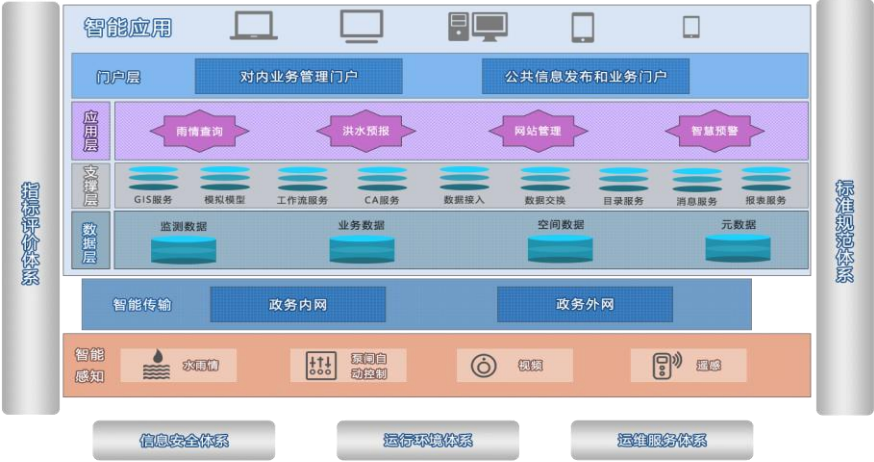 智能应用
门户层
对内业务管理门户
公共信息发布和业务门户
应用层
雨情查询
洪水预报
网站管理
智慧预警
支撑层
GIS服务
模拟模型
工作流服务
CA服务
数据接入
数据交换
目录服务
消息服务
报表服务
数据层
监测数据
业务数据
空间数据
元数据
智能传输
政务内网
政务外网
智能
感知
水雨情
泵闸自
动控制
视频
遥感
指标评价体系
标准规范体系
信息安全体系
运行环境体系
运维服务体系